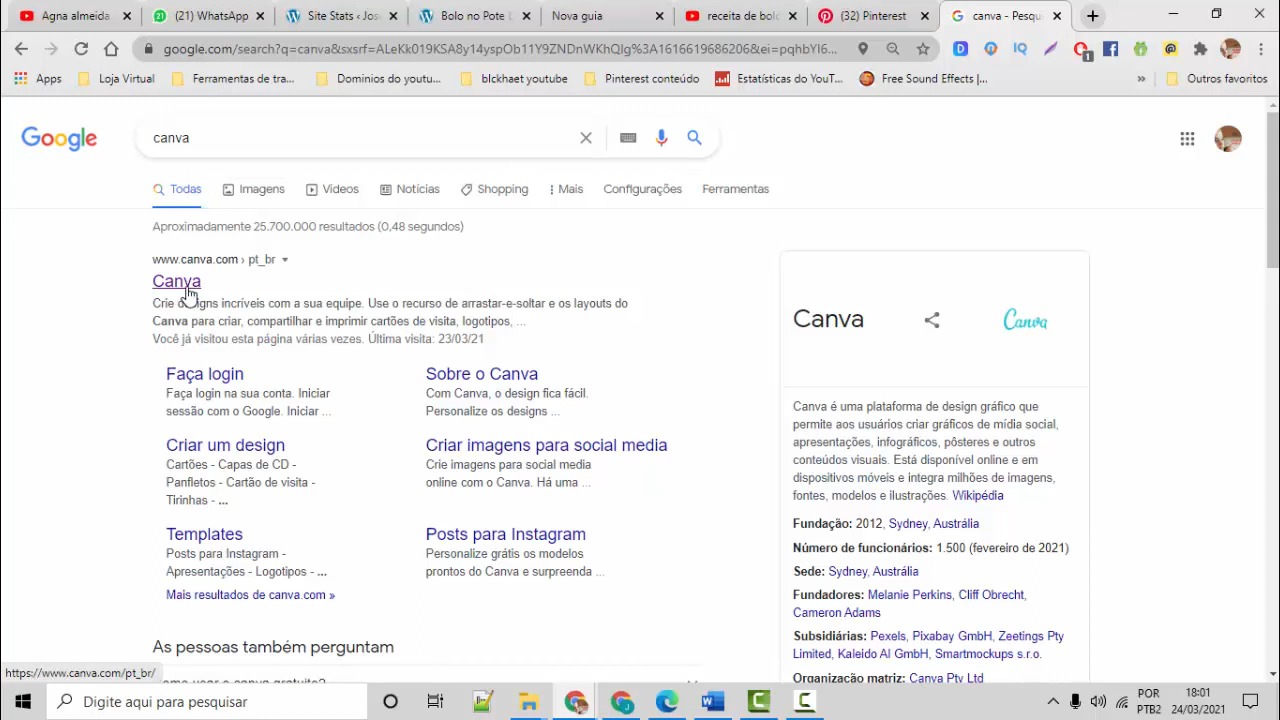 Agna almeida
(21) WhatsApp
Site Stats ‹ Jose
Bolo no Pote D
Nova guia
receita de bolo
(32) Pinterest
canva - Pesqu
google.com/search?q=canva&sxsrf=ALeKk019KSA8y14yspOb11Y9ZNDnWKhQlg%3A1616619686206&ei=pqhbYI6...
Apps
Loja Virtual
Ferramentas de tra...
Dominios do youtu...
blckhaet youtube
Pinterest conteúdo
Estatísticas do YouT...
Free Sound Effects |...
»
Outros favoritos
Google
canva
Todas
Imagens
Vídeos
Notícias
Shopping
Mais
Configurações
Ferramentas
Aproximadamente 25.700.000 resultados (0,48 segundos)
www.canva.com › pt_br
Canva
Crie designs incríveis com a sua equipe. Use o recurso de arrastar-e-soltar e os layouts do
Canva para criar, compartilhar e imprimir cartões de visita, logotipos, ...
Você já visitou esta página várias vezes. Última visita: 23/03/21
Faça login
Faça login na sua conta. Iniciar
sessão com o Google. Iniciar ...
Sobre o Canva
Com Canva, o design fica fácil.
Personalize os designs ...
Criar um design
Cartões - Capas de CD -
Panfletos - Cartão de visita -
Tirinhas - ...
Criar imagens para social media
Crie imagens para social media
online com o Canva. Há uma ...
Templates
Posts para Instagram -
Apresentações - Logotipos - ...
Posts para Instagram
Personalize grátis os modelos
prontos do Canva e surpreenda ...
Mais resultados de canva.com »
As pessoas também perguntam
Como usar o canva gratuito?
Canva
Canva
Canva é uma plataforma de design gráfico que
permite aos usuários criar gráficos de mídia social,
apresentações, infográficos, pôsteres e outros
conteúdos visuais. Está disponível online e em
dispositivos móveis e integra milhões de imagens,
fontes, modelos e ilustrações. Wikipédia
Fundação: 2012, Sydney, Austrália
Número de funcionários: 1.500 (fevereiro de 2021)
Sede: Sydney, Austrália
Fundadores: Melanie Perkins, Cliff Obrecht,
Cameron Adams
Subsidiárias: Pexels, Pixabay GmbH, Zeetings Pty
Limited, Kaleido AI GmbH, Smartmockups s.r.o.
Organização matriz: Canva Pty Ltd
https://www.canva.com/pt_br/
Digite aqui para pesquisar
POR
PTB2
18:01
24/03/2021